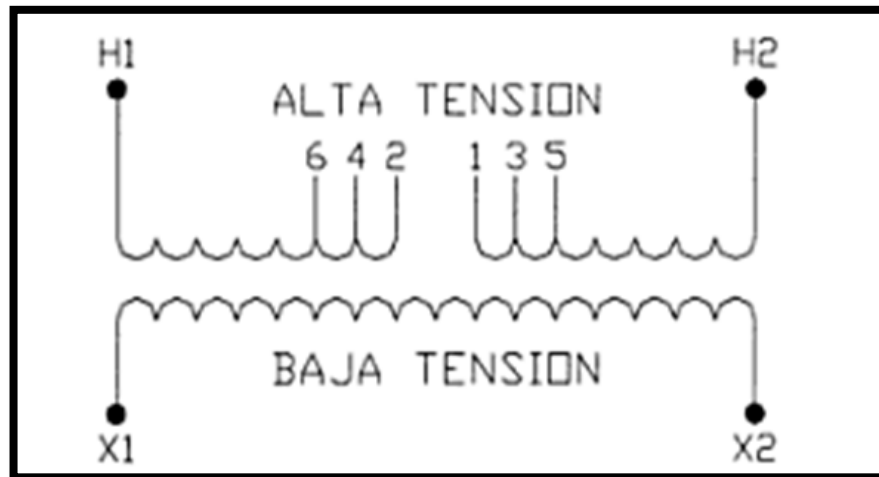 H1 H2
ALTA TENSION
6 4 2 1 3 5
BAJA TENSION
X1 X2